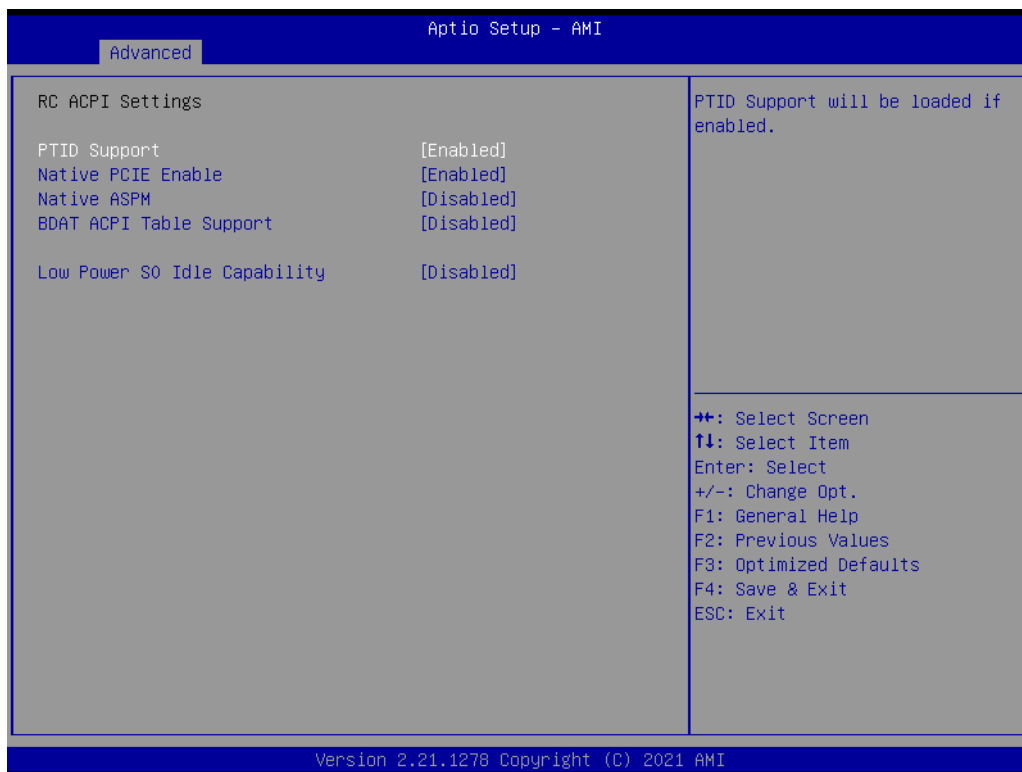 Aptio Setup – AMI
Advanced
RC ACPI Settings
PTID Support [Enabled]
Native PCIE Enable [Enabled]
Native ASPM [Disabled]
BDAT ACPI Table Support [Disabled]
Low Power S0 Idle Capability [Disabled]
PTID Support will be loaded if
enabled.
→←: Select Screen
↑↓: Select Item
Enter: Select
+/-: Change Opt.
F1: General Help
F2: Previous Values
F3: Optimized Defaults
F4: Save & Exit
ESC: Exit
Version 2.21.1278 Copyright (C) 2021 AMI